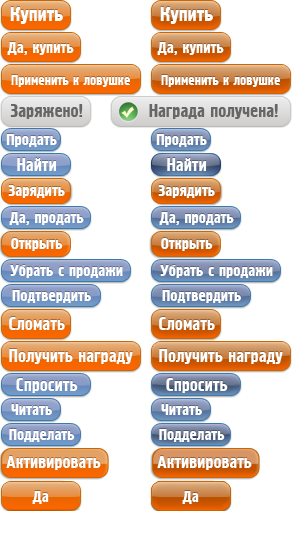 Купить Купить
Да, купить Да, купить
Применить к ловушке Применить к ловушке
Заряжено! Награда получена!
Продать Продать
Найти Найти
Зарядить Зарядить
Да, продать Да, продать
Открыть Открыть
Убрать с продажи Убрать с продажи
Подтвердить Подтвердить
Сломать Сломать
Получить награду Получить награду
Спросить Спросить
Читать Читать
Подделать Подделать
Активировать Активировать
Да Да